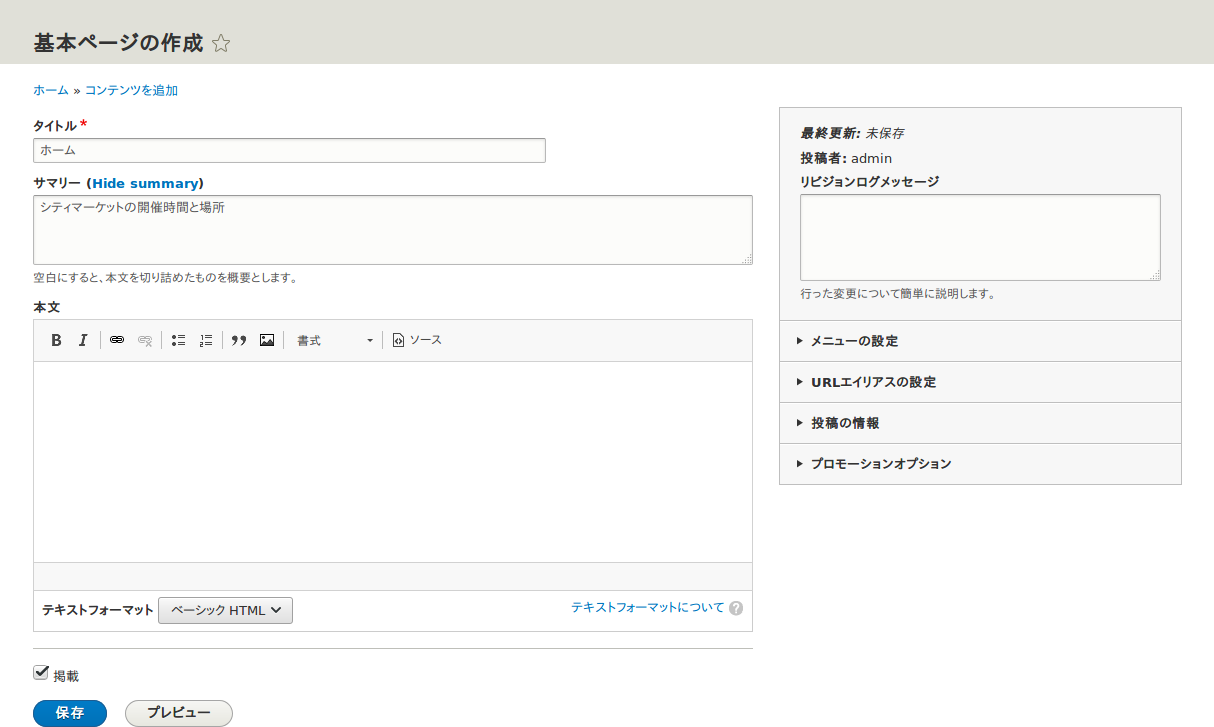 基本ページの作成
ホーム » コンテンツを追加
タイトル*
ホーム
サマリー (Hide summary)
シティマーケットの開催時間と場所
空白にすると、本文を切り詰めたものを概要とします。
本文
B I 書式 ソース
テキストフォーマット ベーシック HTML テキストフォーマットについて ?
掲載
保存 プレビュー
最終更新: 未保存
投稿者: admin
リビジョンログメッセージ
行った変更について簡単に説明します。
メニューの設定
URLエイリアスの設定
投稿の情報
プロモーションオプション